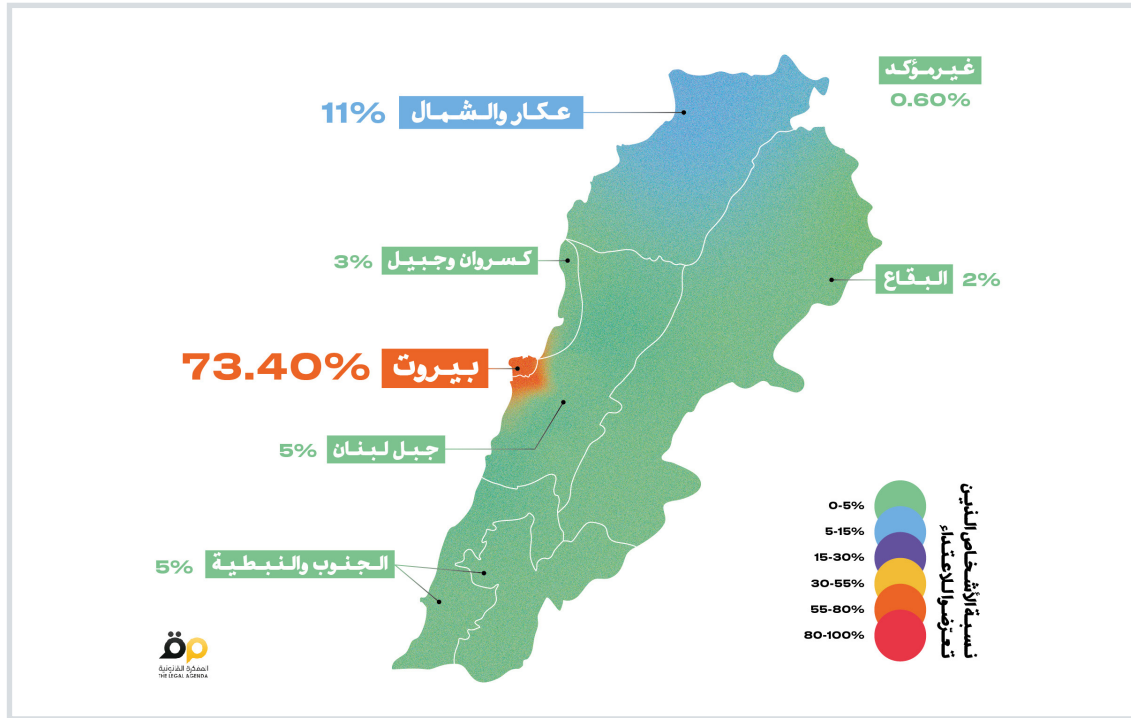 غير مؤكد
0.60%
عكار والشمال 11%
كسروان وجبيل 3%
البقاع 2%
بيروت 73.40%
جبل لبنان 5%
الجنوب والنبطية 5%
نسبة الأشخاص الذين
تعرّضوا للاعتداء
0-5%
5-15%
15-30%
30-55%
55-80%
80-100%
المفكرة القانونية
THE LEGAL AGENDA